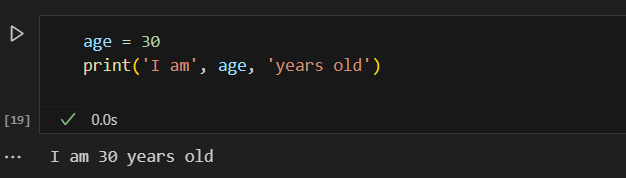 age = 30
print('I am', age, 'years old')
[19]
0.0s
I am 30 years old